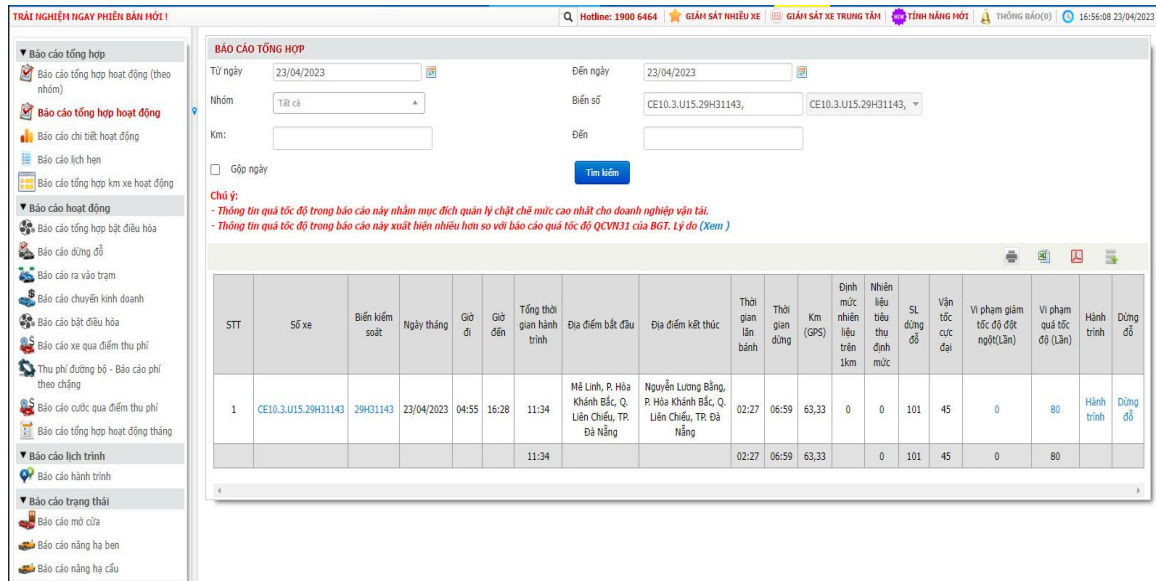 TRẢI NGHIỆM NGAY PHIÊN BẢN MỚI !
Hotline: 1900 6464
GIÁM SÁT NHIỀU XE
GIÁM SÁT XE TRUNG TÂM
NEW
TÍNH NĂNG MỚI
THÔNG BÁO(0)
16:56:08 23/04/2023
▼ Báo cáo tổng hợp
Báo cáo tổng hợp hoạt động (theo
nhóm)
Báo cáo tổng hợp hoạt động
Báo cáo chi tiết hoạt động
Báo cáo lịch hẹn
Báo cáo tổng hợp km xe hoạt động
▼ Báo cáo hoạt động
Báo cáo tổng hợp bật điều hòa
Báo cáo dừng đỗ
Báo cáo ra vào trạm
Báo cáo chuyến kinh doanh
Báo cáo bật điều hòa
Báo cáo xe qua điểm thu phí
Thu phí đường bộ - Báo cáo phí
theo chặng
Báo cáo cước qua điểm thu phí
Báo cáo tổng hợp hoạt động tháng
▼ Báo cáo lịch trình
Báo cáo hành trình
▼ Báo cáo trạng thái
Báo cáo mở cửa
Báo cáo nâng hạ ben
Báo cáo nâng hạ cẩu
BÁO CÁO TỔNG HỢP
Từ ngày 23/04/2023 Đến ngày 23/04/2023
Nhóm Tất cả Biển số CE10.3.U15.29H31143, CE10.3.U15.29H31143,
Km: Đến
Gộp ngày Tìm kiếm
Chú ý:
- Thông tin quá tốc độ trong báo cáo này nhằm mục đích quản lý chặt chẽ mức cao nhất cho doanh nghiệp vận tải.
- Thông tin quá tốc độ trong báo cáo này xuất hiện nhiều hơn so với báo cáo quá tốc độ QCVN31 của BGT. Lý do (Xem )
STT
Số xe
Biển kiểm
soát
Ngày tháng
Giờ
đi
Giờ
đến
Tổng thời
gian hành
trình
Địa điểm bắt đầu
Địa điểm kết thúc
Thời
gian
lăn
bánh
Thời
gian
dừng
Km
(GPS)
Định
mức
nhiên
liệu
trên
1km
Nhiên
liệu
tiêu
thụ
định
mức
SL
dừng
đỗ
Vận
tốc
cực
đại
Vi phạm giảm
tốc độ đột
ngột(Lần)
Vi phạm
quá tốc
độ (Lần)
Hành
trình
Dừng
đỗ
1
CE10.3.U15.29H31143
29H31143
23/04/2023
04:55
16:28
11:34
Mê Linh, P. Hòa
Khánh Bắc, Q.
Liên Chiểu, TP.
Đà Nẵng
Nguyễn Lương Bằng,
P. Hòa Khánh Bắc, Q.
Liên Chiểu, TP. Đà
Nẵng
02:27
06:59
63,33
0
0
101
45
0
80
Hành
trình
Dừng
đỗ
11:34 02:27 06:59 63,33 0 101 45 0 80